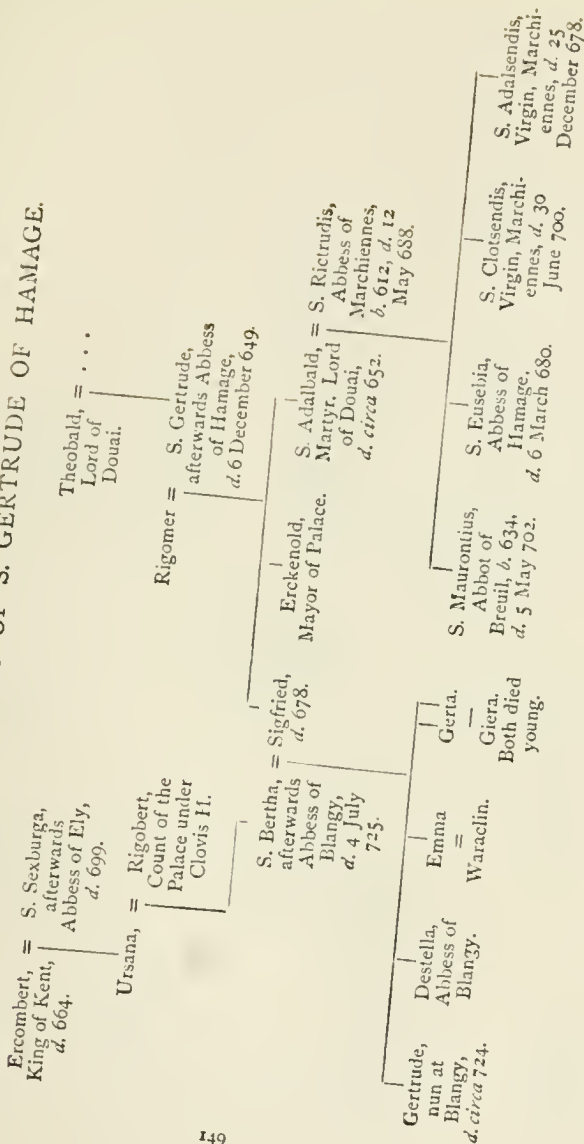 OF S. GERTRUDE OF HAMAGE.
Ercombert,
King of Kent,
d. 664.
=
S. Sexburga,
afterwards
Abbess of Ely,
d. 699.
Theobald, = . . .
Lord of
Douai.
Ursana,
=
Rigobert,
Count of the
Palace under
Clovis II.
Rigomer
=
S. Gertrude,
afterwards Abbess
of Hamage,
d. 6 December 649.
S. Bertha,
afterwards
Abbess of
Blangy,
d. 4 July
725.
=
Sigfried,
d. 678.
Erckenold,
Mayor of Palace.
S. Adalbald,
Martyr, Lord
of Douai,
d. circa 652.
=
S. Rictrudis,
Abbess of
Marchiennes,
b. 612, d. 12
May 688.
Gertrude,
nun at
Blangy,
d. circa 724.
Destella,
Abbess of
Blangy.
Emma
=
Waraclin.
Gerta.
—
Giera.
Both died
young.
S. Maurontius,
Abbot of
Breuil, b. 634,
d. 5 May 702.
S. Eusebia,
Abbess of
Hamage,
d. 6 March 680.
S. Clotsendis,
Virgin, Marchi-
ennes, d. 30
June 700.
S. Adalsendis,
Virgin, Marchi-
ennes, d. 25
December 678.
149